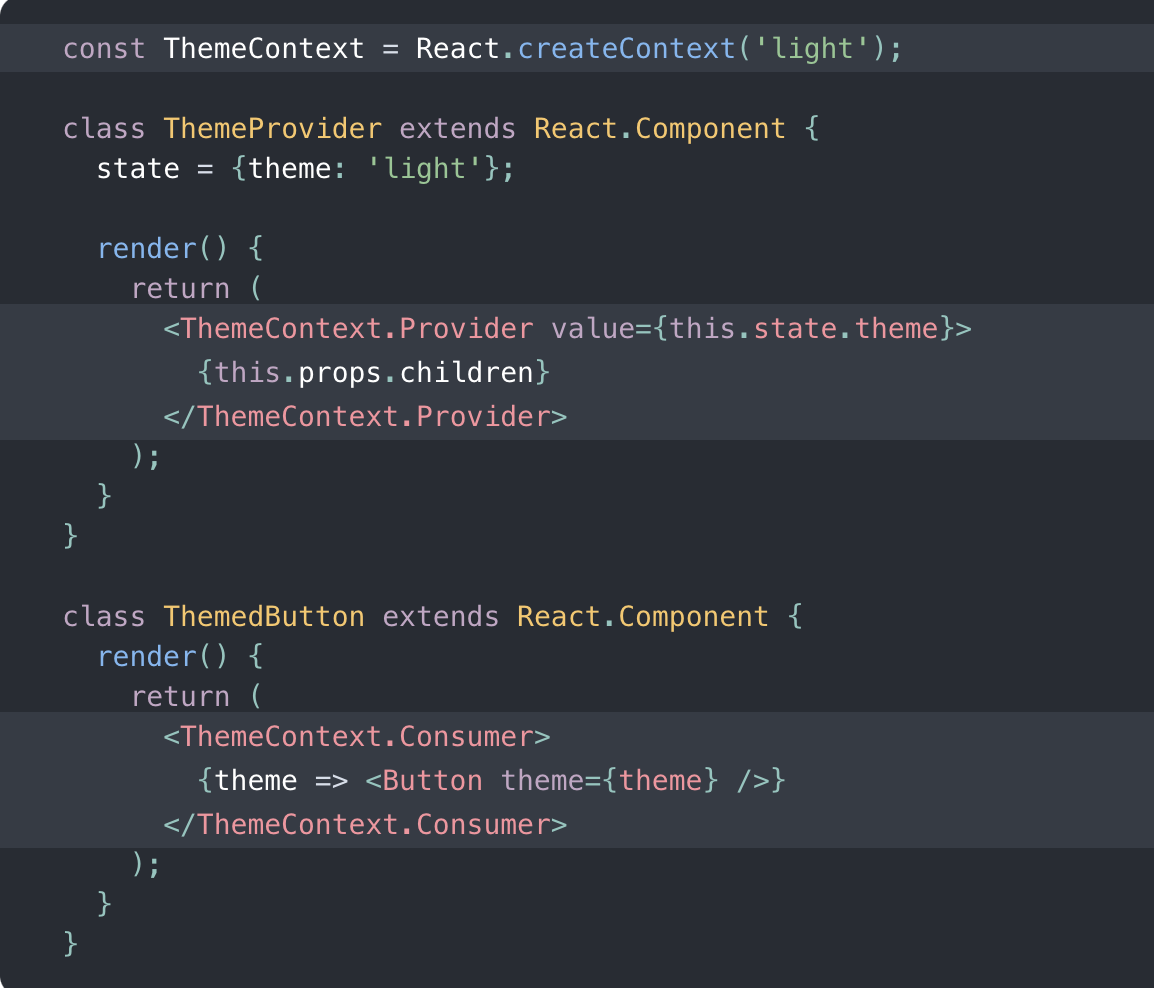 const ThemeContext = React.createContext('light');
class ThemeProvider extends React.Component {
state = {theme: 'light'};
render() {
return (
<ThemeContext.Provider value={this.state.theme}>
{this.props.children}
</ThemeContext.Provider>
);
}
}
class ThemedButton extends React.Component {
render() {
return (
<ThemeContext.Consumer>
{theme => <Button theme={theme} />}
</ThemeContext.Consumer>
);
}
}